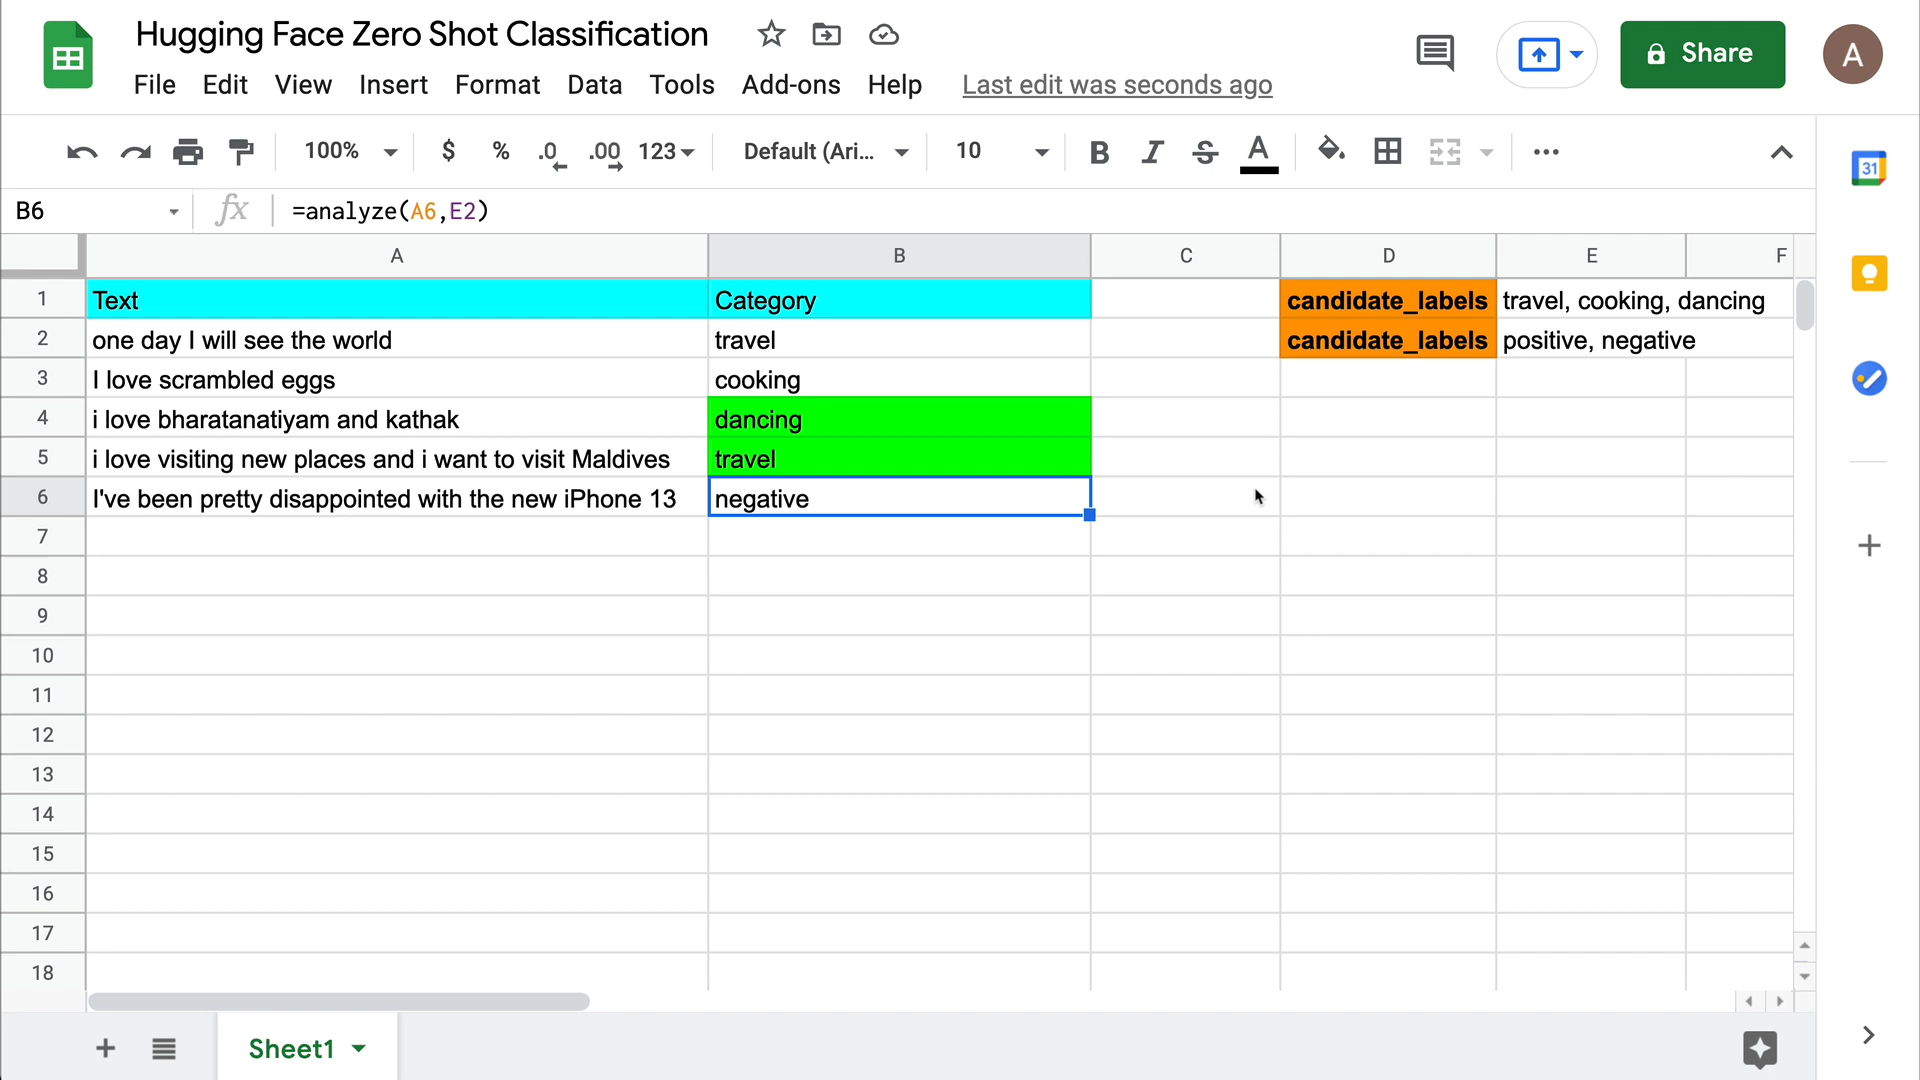 Hugging Face Zero Shot Classification
File Edit View Insert Format Data Tools Add-ons Help Last edit was seconds ago
Share
A
100% $ % .0 .00 123 Default (Ari... 10 B I S A
31
B6 fx =analyze(A6,E2)
A B C D E F
1 Text Category candidate_labels travel, cooking, dancing
2 one day I will see the world travel candidate_labels positive, negative
3 I love scrambled eggs cooking
4 i love bharatanatiyam and kathak dancing
5 i love visiting new places and i want to visit Maldives travel
6 I've been pretty disappointed with the new iPhone 13 negative
7
8
9
10
11
12
13
14
15
16
17
18
Sheet1